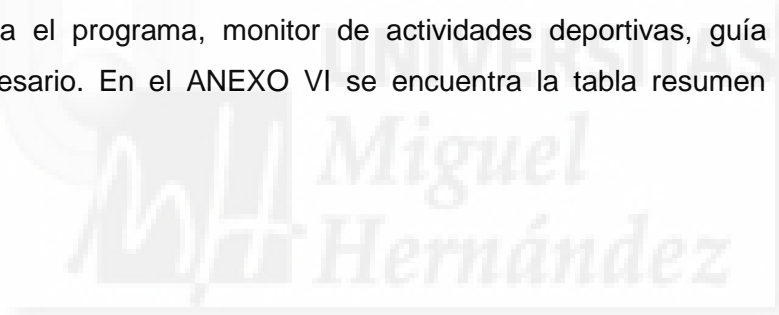 a el programa, monitor de actividades deportivas, guía
UNIVERSITAS
esario. En el ANEXO VI se encuentra la tabla resumen
Miguel
Hernández